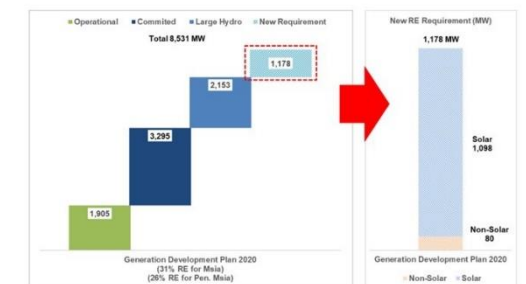 Operational Commited Large Hydro New Requirement
Total 8,531 MW
1,178
2,153
3,295
1,905
Generation Development Plan 2020
(31% RE for Msia)
(26% RE for Pen. Msia)
New RE Requirement (MW)
1,178 MW
Solar
1,098
Non-Solar
80
Generation Development Plan 2020
Non-Solar Solar